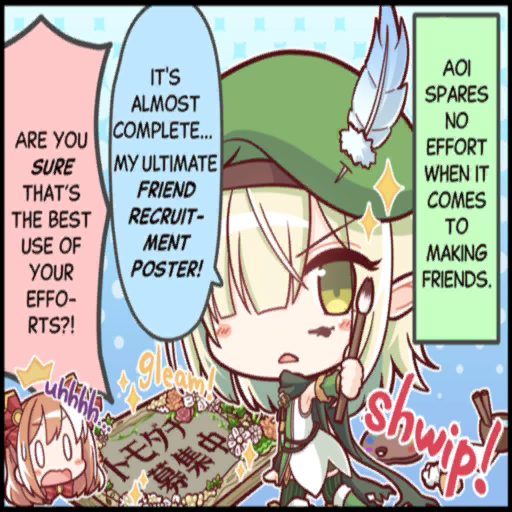 AOI
SPARES
NO
EFFORT
WHEN IT
COMES
TO
MAKING
FRIENDS.
IT'S
ALMOST
COMPLETE...
MY ULTIMATE
FRIEND
RECRUIT-
MENT
POSTER!
ARE YOU
SURE
THAT'S
THE BEST
USE OF
YOUR
EFFO-
RTS?!
uhhhh...
gleam!
トモダチ
募集中
shwip!